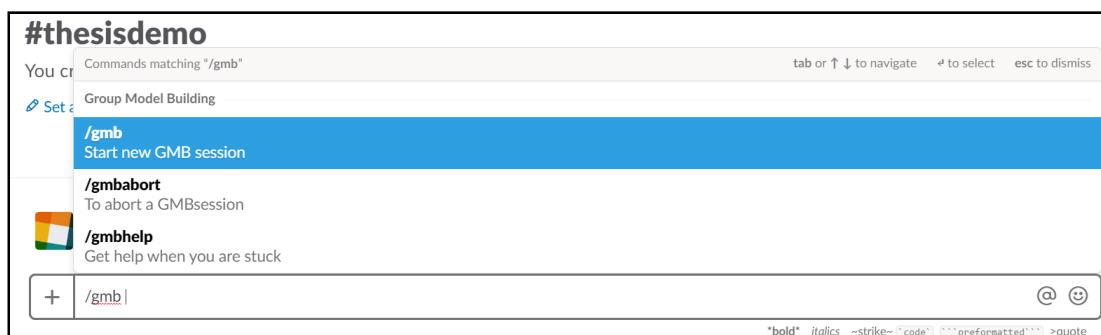 #thesisdemo
You cr
Commands matching "/gmb" tab or ↑ ↓ to navigate ↵ to select esc to dismiss
Set a
Group Model Building
/gmb
Start new GMB session
/gmbabort
To abort a GMBsession
/gmbhelp
Get help when you are stuck
+ /gmb @
*bold* _italics_ ~strike~ `code` ```preformatted``` >quote